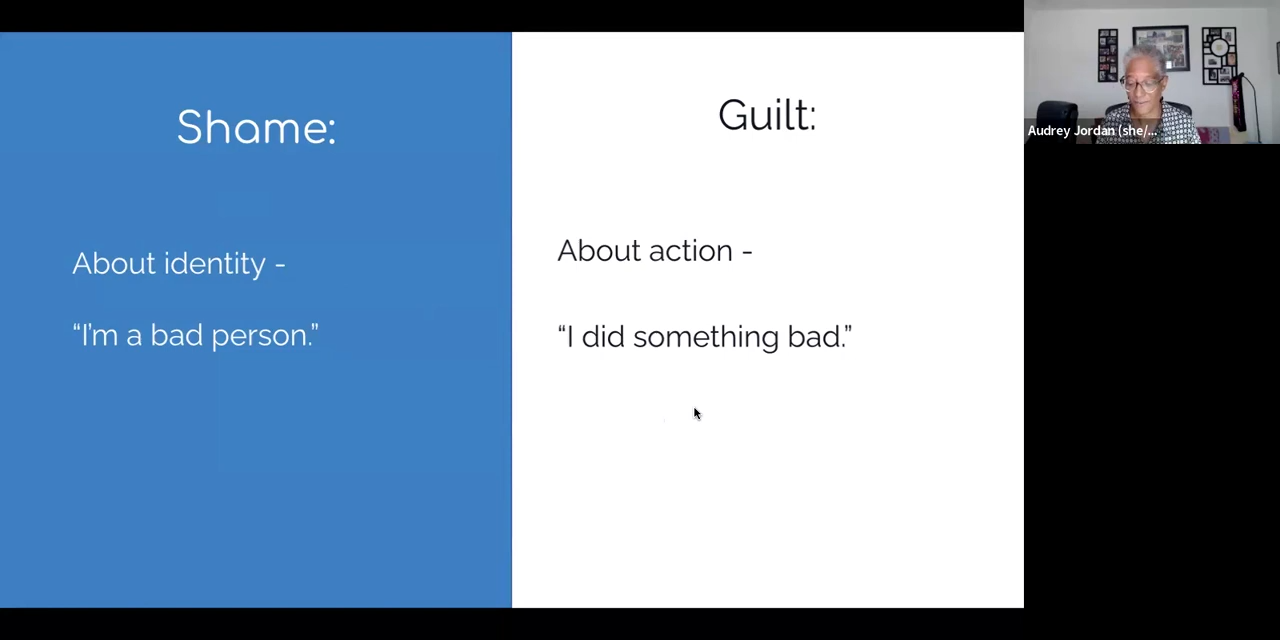 Shame:
About identity -
“I’m a bad person.”
Guilt:
About action -
“I did something bad.”
Audrey Jordan (she/...